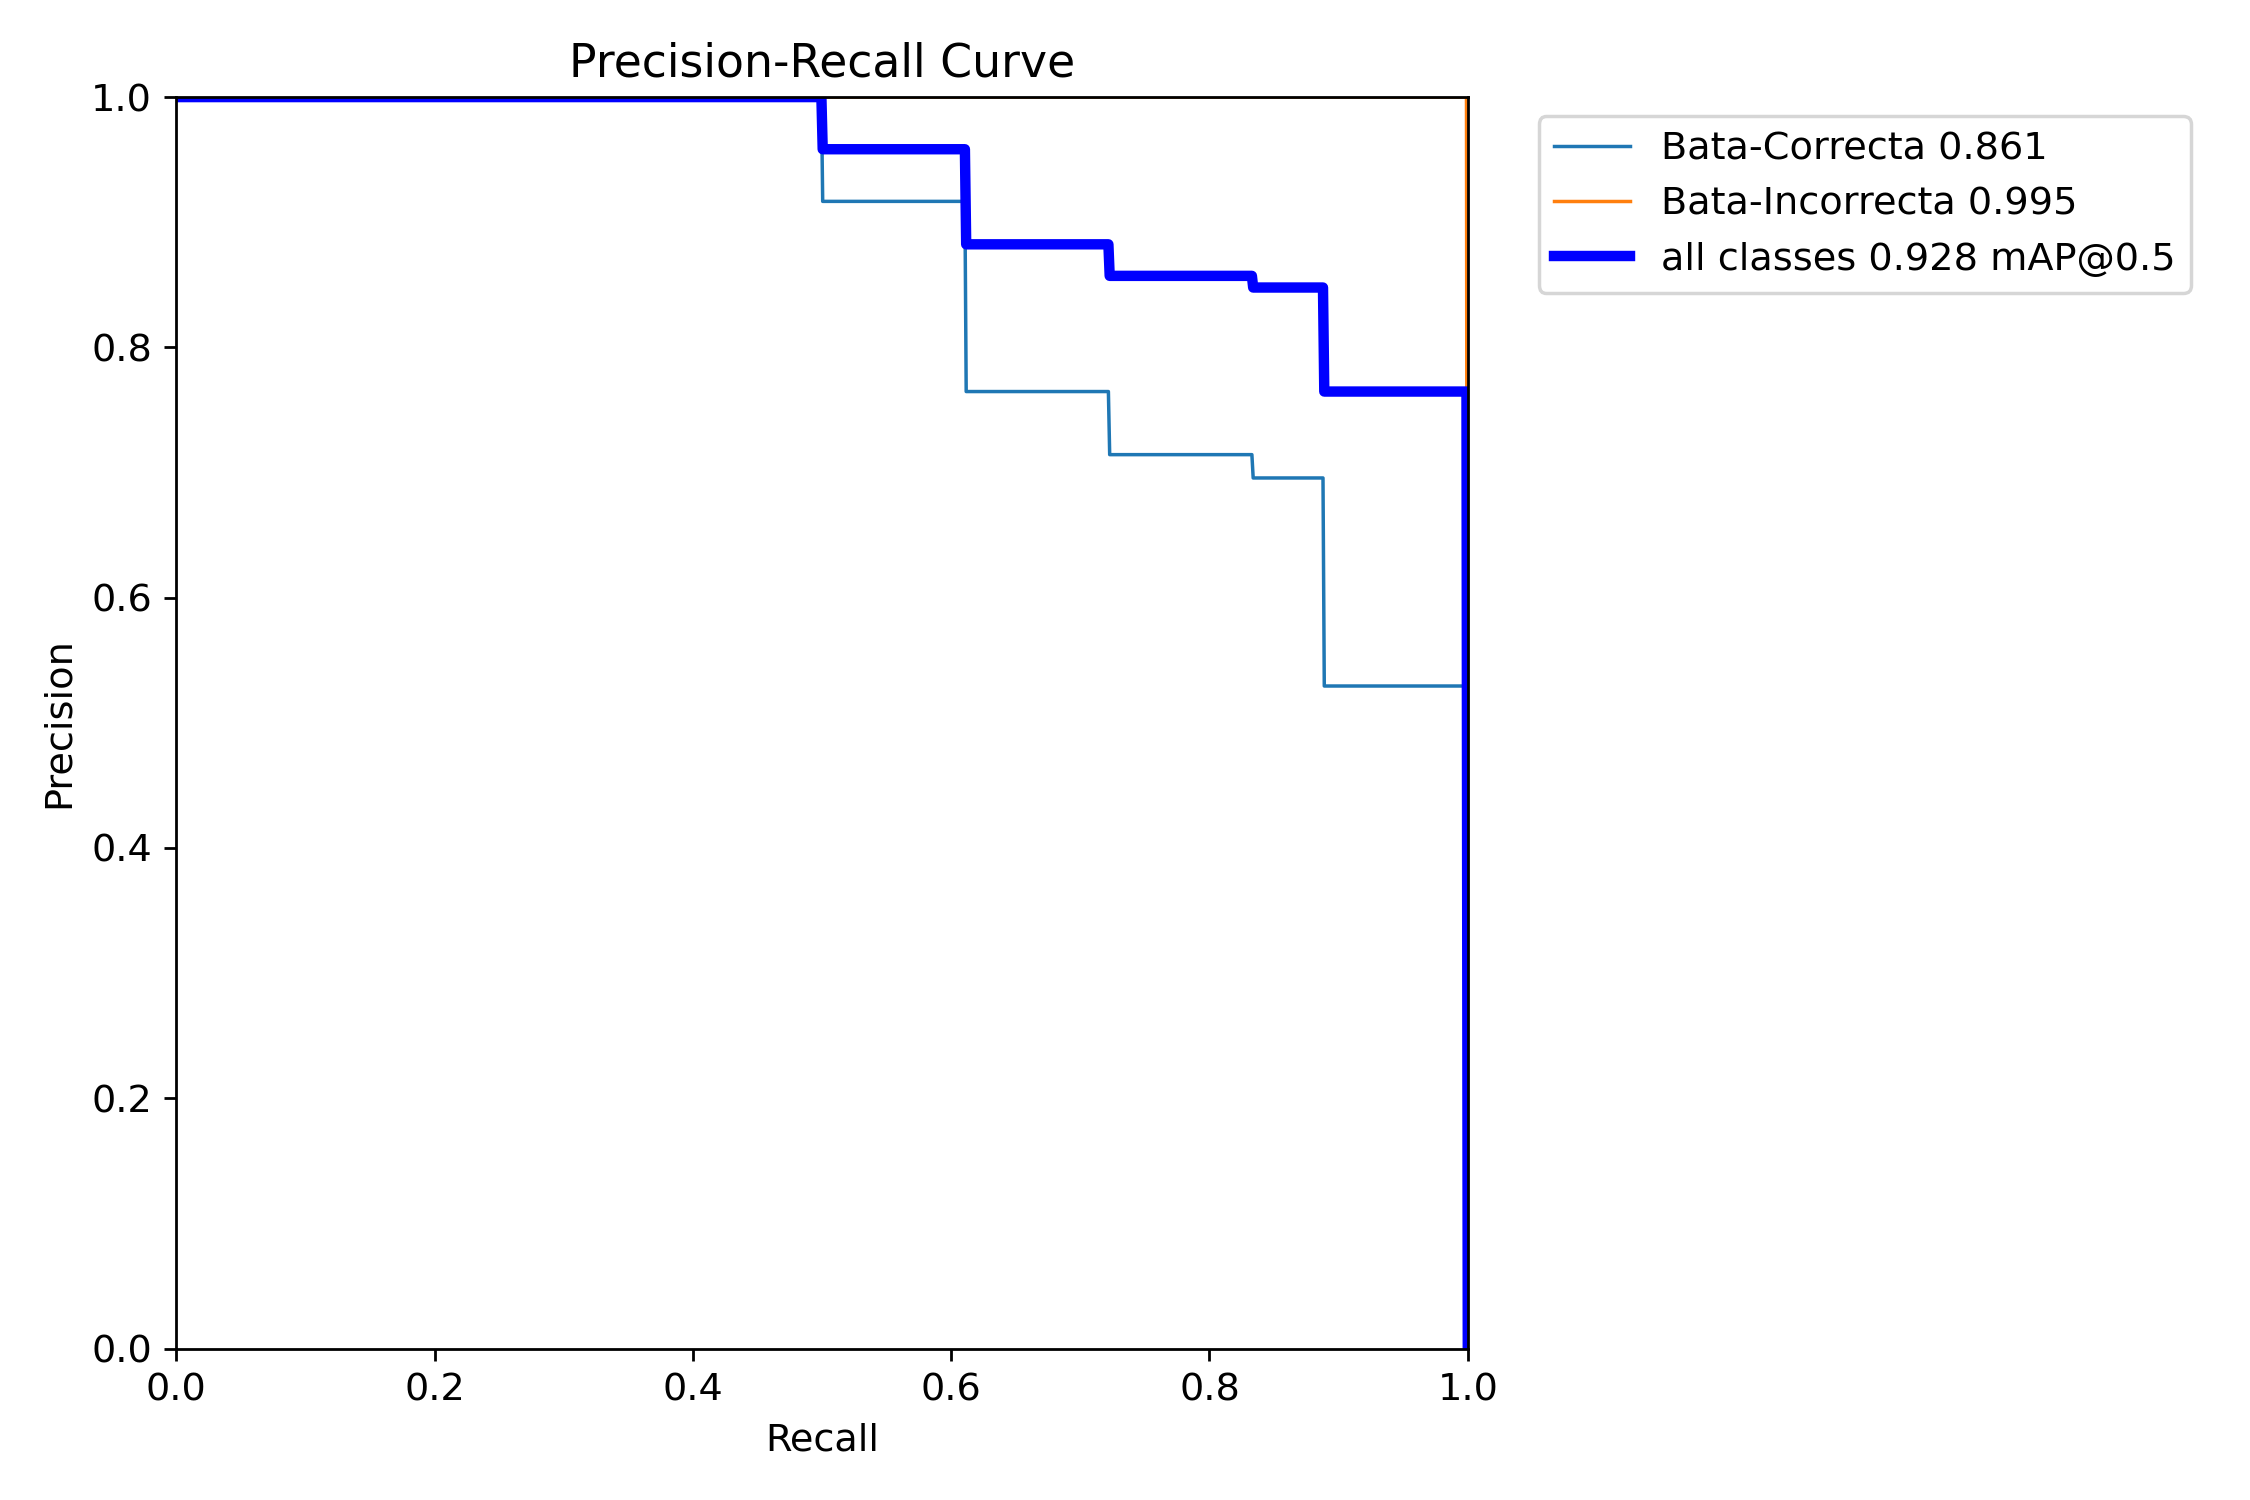 Precision-Recall Curve
1.0
0.8
0.6
0.4
0.2
0.0
Precision
0.0 0.2 0.4 0.6 0.8 1.0
Recall
Bata-Correcta 0.861
Bata-Incorrecta 0.995
all classes 0.928 mAP@0.5